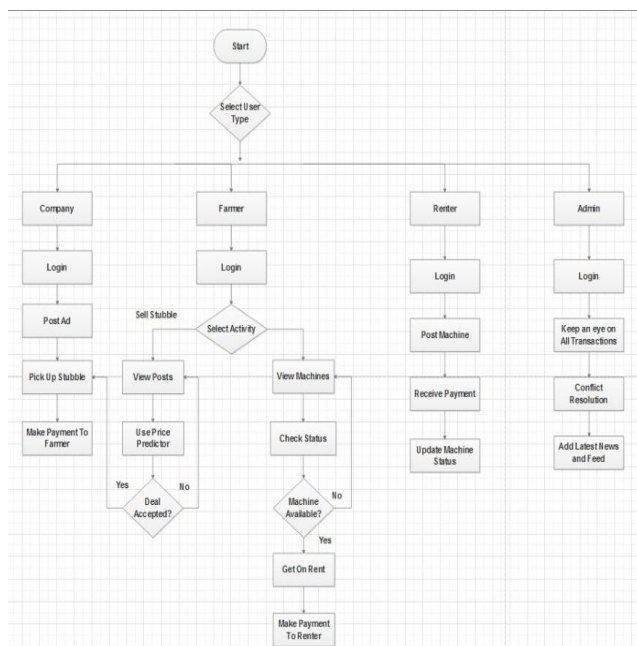 Start
Select User
Type
Company
Farmer
Renter
Admin
Login
Login
Login
Login
Post Ad
Sell Stubble
Select Activity
Post Machine
Keep an eye on
All Transactions
Pick Up Stubble
View Posts
View Machines
Receive Payment
Conflict
Resolution
Make Payment To
Farmer
Use Price
Predictor
Check Status
Update Machine
Status
Add Latest News
and Feed
Yes
No
Deal
Accepted?
Machine
Available?
No
Yes
Get On Rent
Make Payment
To Renter